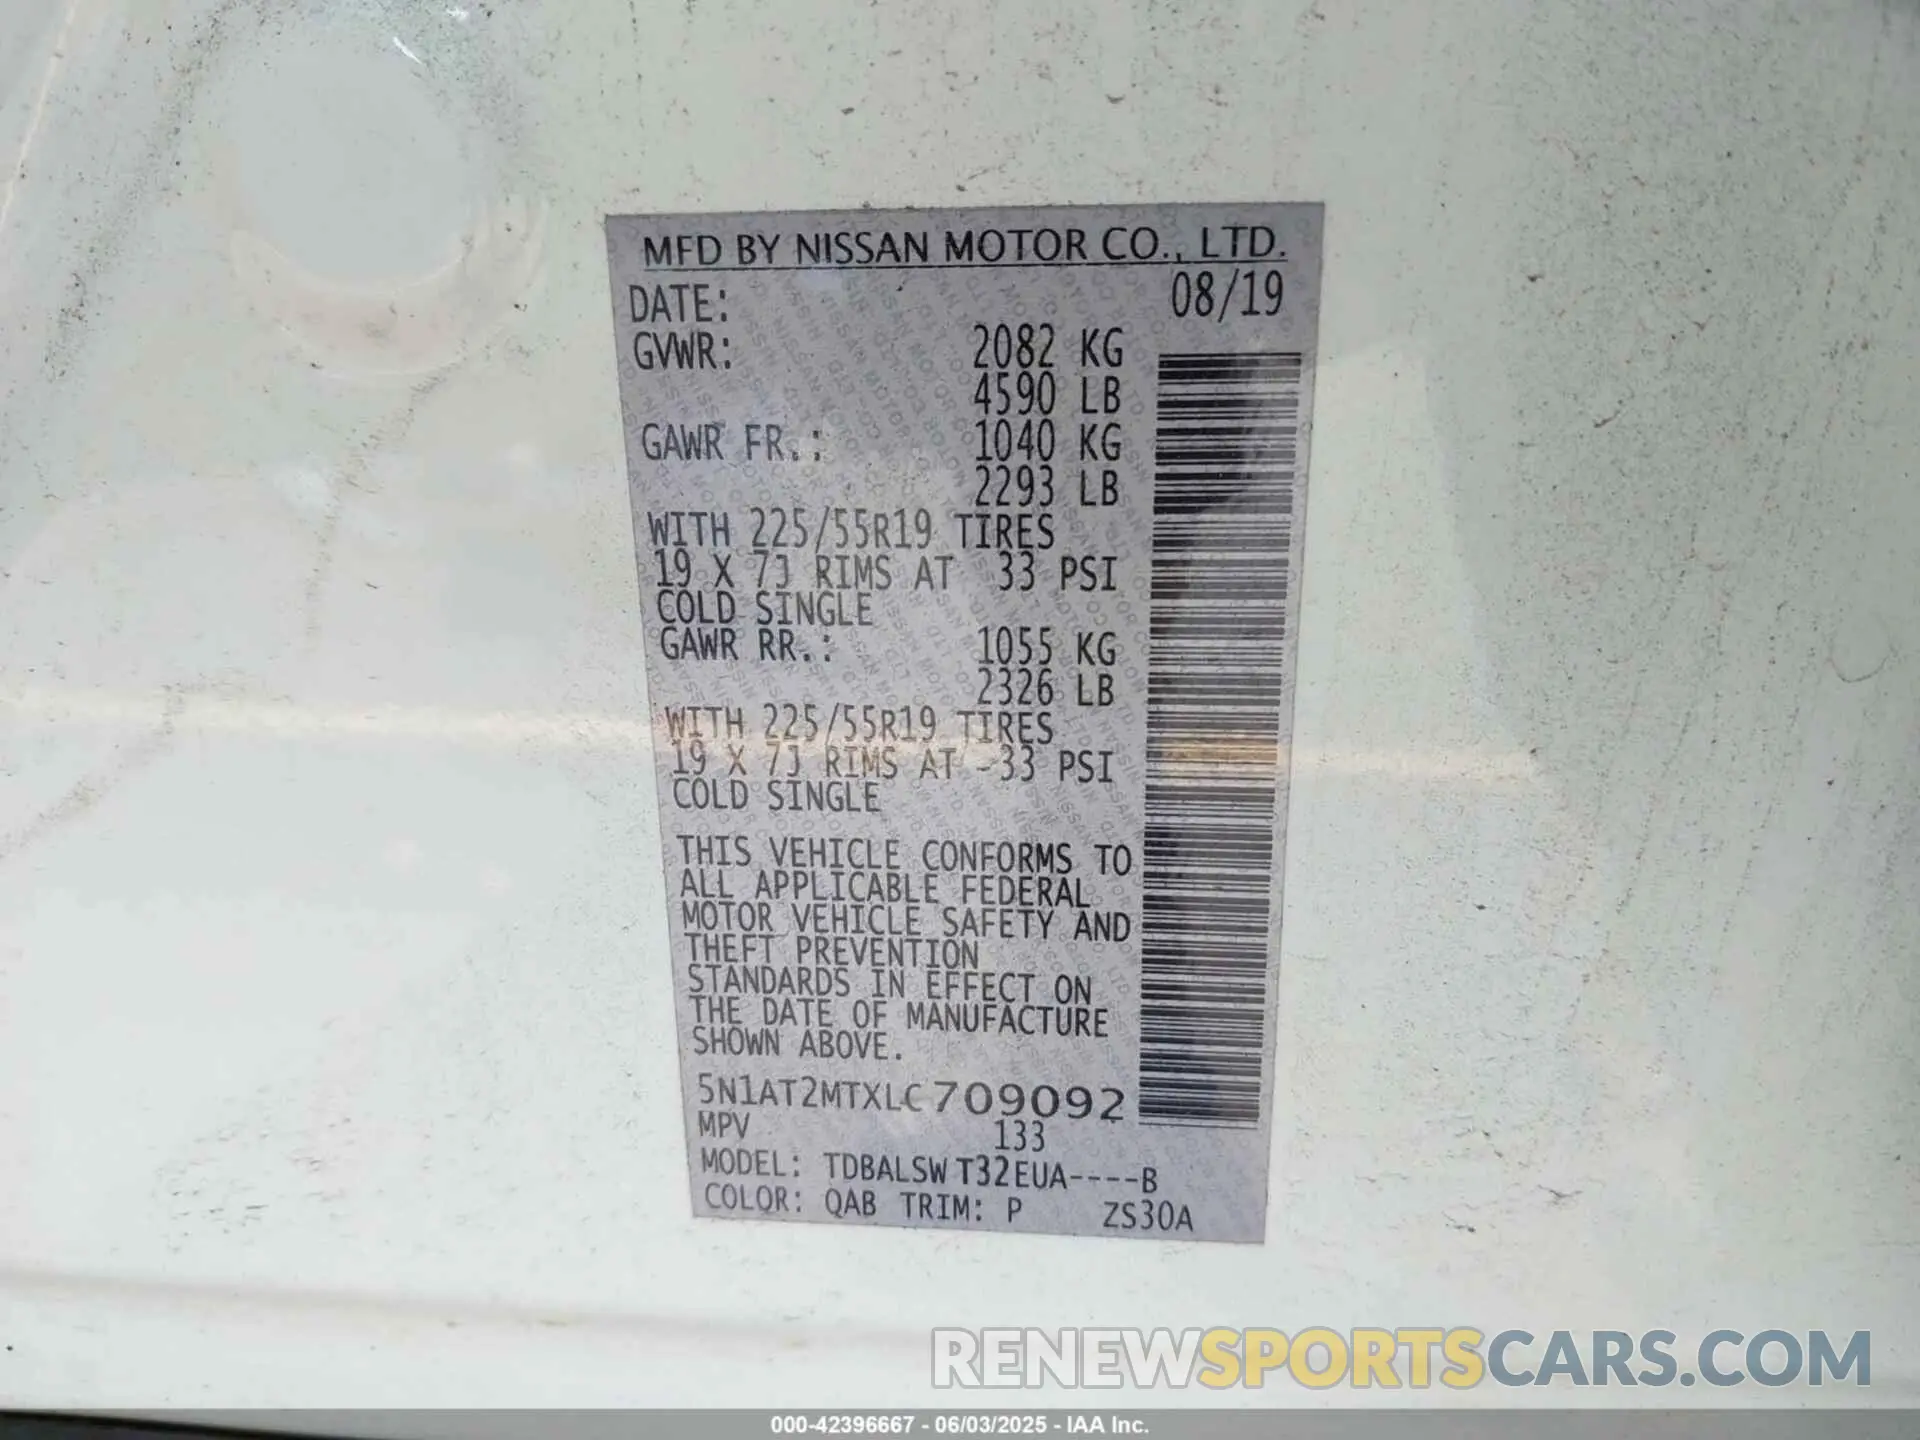 MFD BY NISSAN MOTOR CO., LTD.
DATE: 08/19
GVWR: 2082 KG
4590 LB
GAWR FR.: 1040 KG
2293 LB
WITH 225/55R19 TIRES
19 X 7J RIMS AT 33 PSI
COLD SINGLE
GAWR RR.: 1055 KG
2326 LB
WITH 225/55R19 TIRES
19 X 7J RIMS AT 33 PSI
COLD SINGLE
THIS VEHICLE CONFORMS TO
ALL APPLICABLE FEDERAL
MOTOR VEHICLE SAFETY AND
THEFT PREVENTION
STANDARDS IN EFFECT ON
THE DATE OF MANUFACTURE
SHOWN ABOVE.
5N1AT2MTXLC709092
MPV 133
MODEL: TDBALSW T32EUA----B
COLOR: QAB TRIM: P ZS30A
RENEWSPORTSCARS.COM
000-42396667 - 06/03/2025 - IAA Inc.